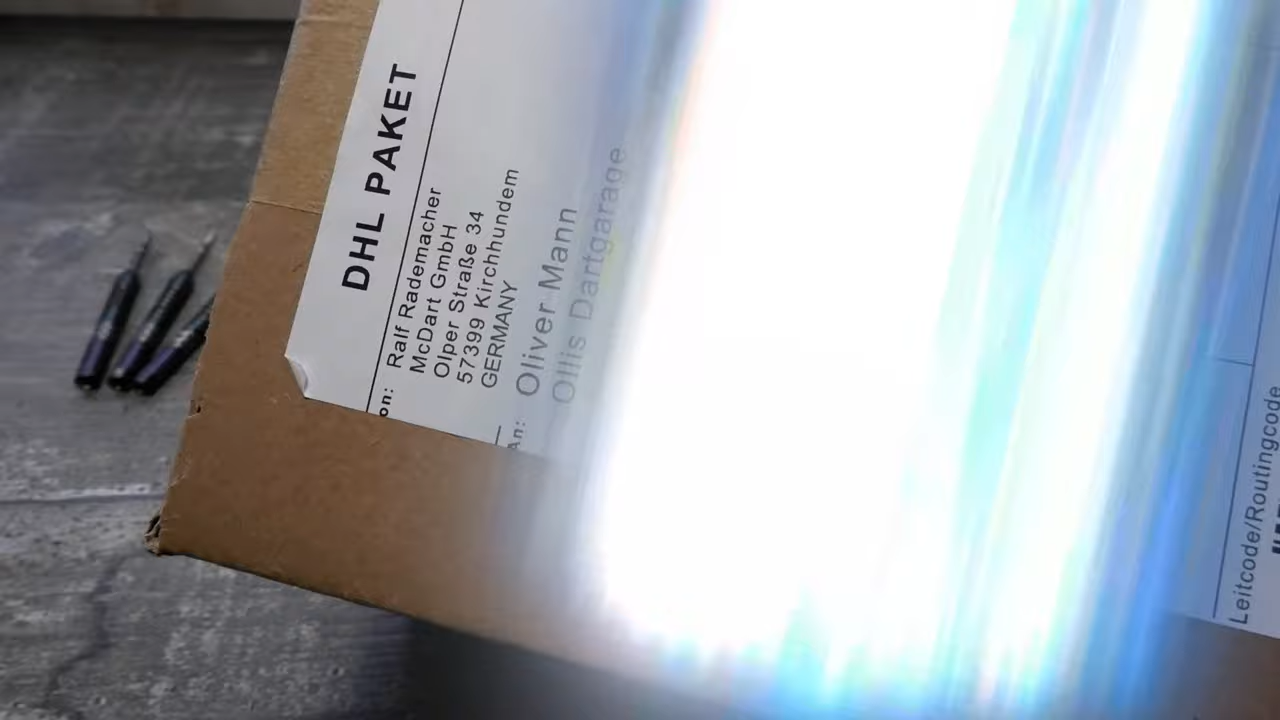 DHL PAKET
on: Ralf Rademacher
McDart GmbH
Olper Straße 34
57399 Kirchhundem
GERMANY
An: Oliver Mann
Ollis Dartgarage
Leitcode/Routingcode